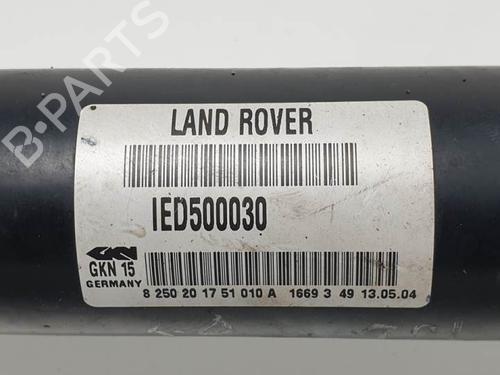 B-PARTS
LAND ROVER
IED500030
GKN
GKN 15
GERMANY
8 250 20 17 51 010 A 1669 3 49 13.05.04